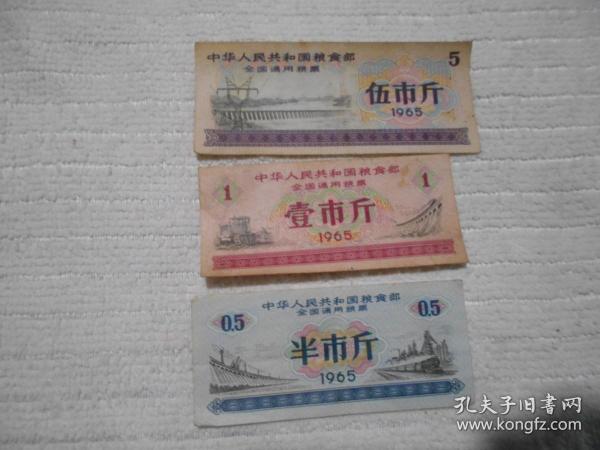 中华人民共和国粮食部
全国通用粮票
5
伍市斤
1965
中华人民共和国粮食部
全国通用粮票
1
1
壹市斤
1965
中华人民共和国粮食部
全国通用粮票
0.5
0.5
半市斤
1965
孔夫子旧书网
www.kongfz.com